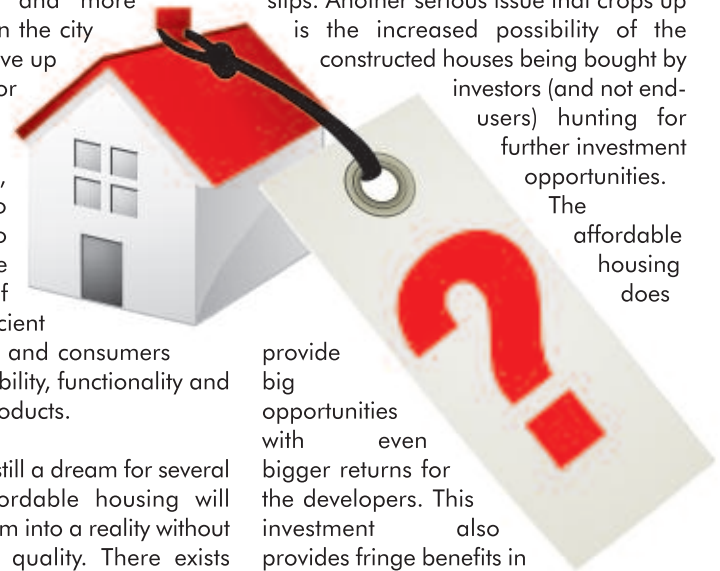 and more
n the city
ve up
or
,
o
o
e
f
cient
and consumers
bility, functionality and
oducts.
still a dream for several
ordable housing will
m into a reality without
quality. There exists
slips. Another serious issue that crops up
is the increased possibility of the
constructed houses being bought by
investors (and not end-
users) hunting for
further investment
opportunities.
The
affordable
housing
does
provide
big
opportunities
with even
bigger returns for
the developers. This
investment also
provides fringe benefits in
?